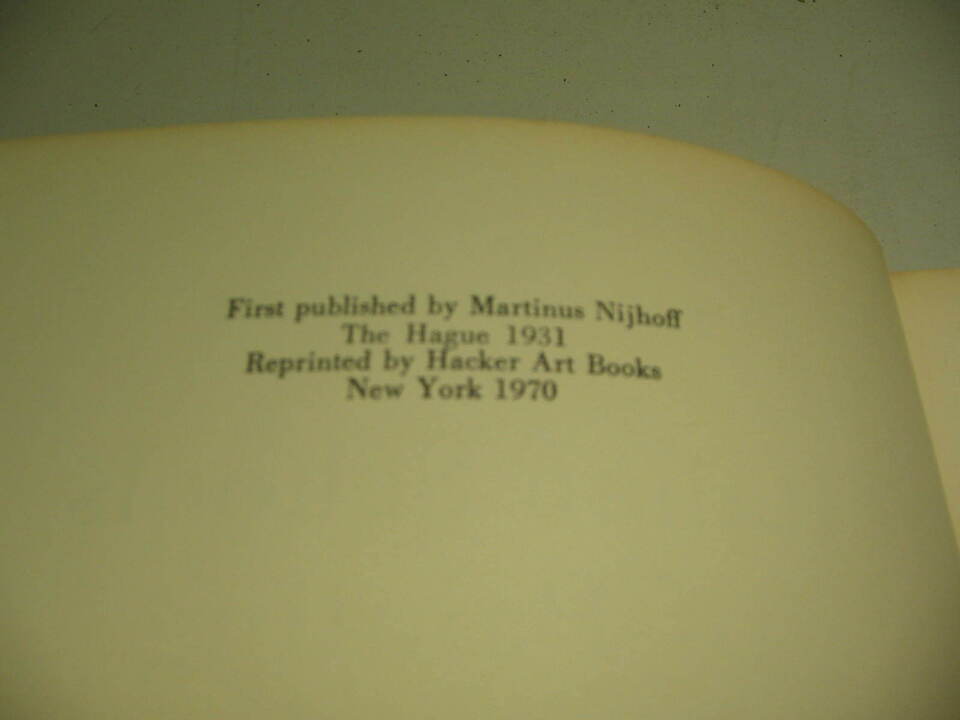 First published by Martinus Nijhoff
The Hague 1931
Reprinted by Hacker Art Books
New York 1970